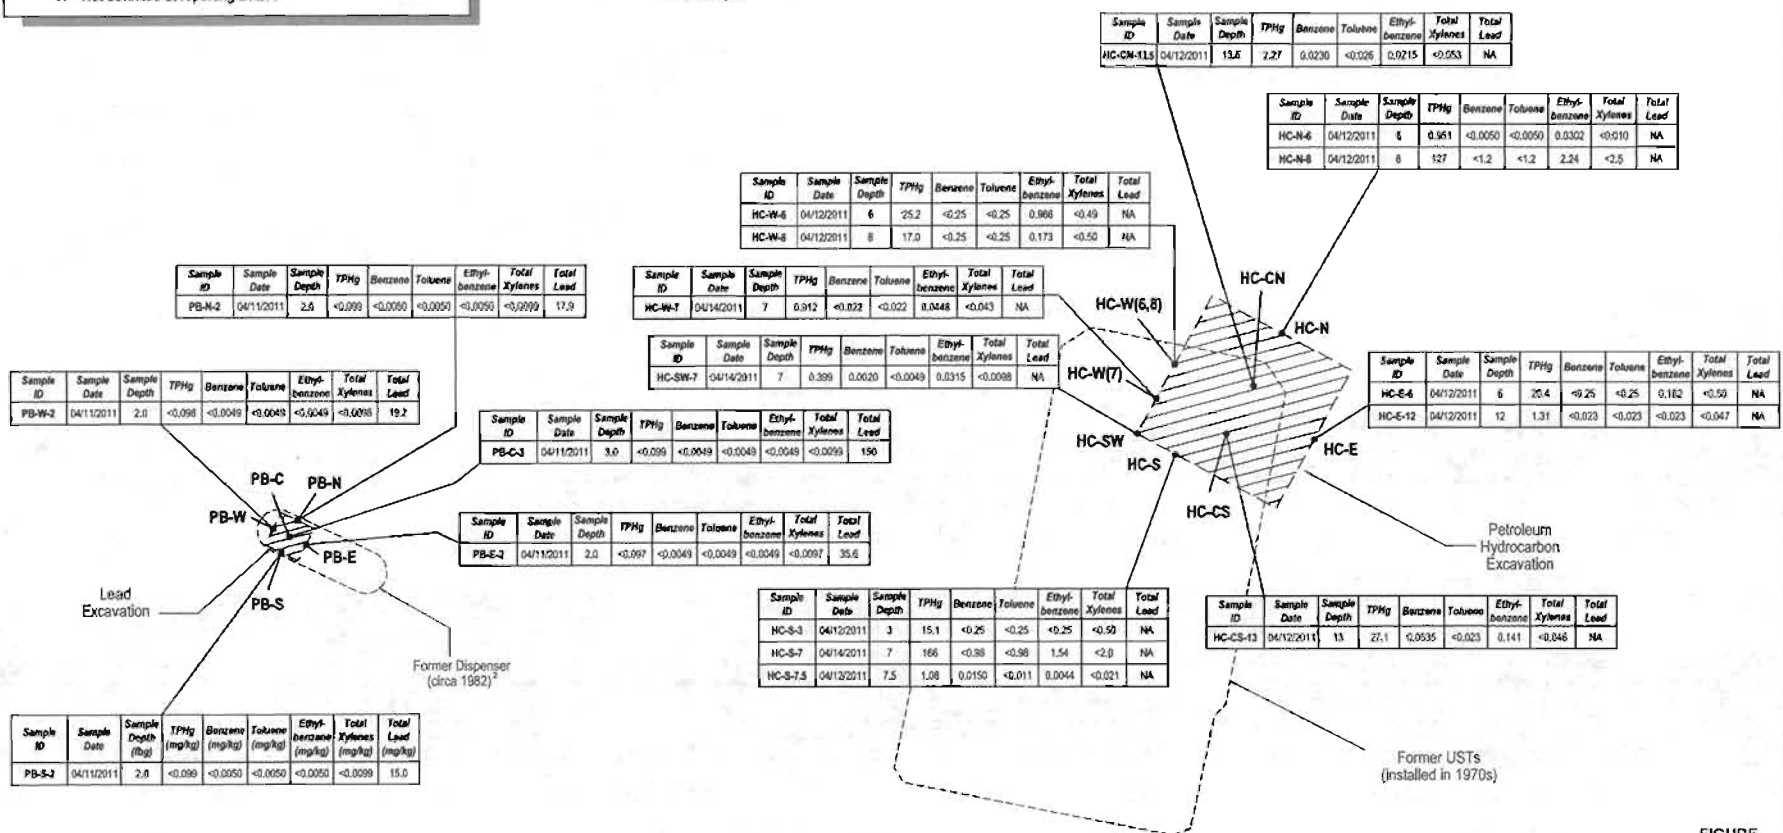 Sample ID Sample Date Sample Depth TPHg Benzene Toluene Ethyl-benzene Total Xylenes Total Lead
HC-CN-13.5 04/12/2011 13.5 2.27 0.0230 <0.026 0.0215 <0.053 NA
Sample ID Sample Date Sample Depth TPHg Benzene Toluene Ethyl-benzene Total Xylenes Total Lead
HC-N-6 04/12/2011 6 0.951 <0.0050 <0.0050 0.0302 <0.010 NA
HC-N-8 04/12/2011 8 127 <1.2 <1.2 2.24 <2.5 NA
Sample ID Sample Date Sample Depth TPHg Benzene Toluene Ethyl-benzene Total Xylenes Total Lead
HC-W-6 04/12/2011 6 25.2 <0.25 <0.25 <0.49 NA
HC-W-8 04/12/2011 8 17.0 <0.25 <0.25 0.173 <0.50 NA
Sample ID Sample Date Sample Depth TPHg Benzene Toluene Ethyl-benzene Total Xylenes Total Lead
PB-N-2 04/11/2011 2.0 <0.099 <0.0050 <0.0050 <0.0050 <0.0099 17.9
Sample ID Sample Date Sample Depth TPHg Benzene Toluene Ethyl-benzene Total Xylenes Total Lead
HC-W-7 04/14/2011 7 0.912 <0.022 <0.022 0.0448 <0.043 NA
HC-CN
HC-W(6,8)
HC-N
Sample ID Sample Date Sample Depth TPHg Benzene Toluene Ethyl-benzene Total Xylenes Total Lead
HC-SW-7 04/14/2011 7 0.399 0.0020 <0.0049 0.0315 <0.0098 NA
HC-W(7)
Sample ID Sample Date Sample Depth TPHg Benzene Toluene Ethyl-benzene Total Xylenes Total Lead
HC-E-6 04/12/2011 6 20.4 <0.25 <0.25 0.182 <0.50 NA
HC-E-12 04/12/2011 12 1.31 <0.023 <0.023 <0.023 <0.047 NA
Sample ID Sample Date Sample Depth TPHg Benzene Toluene Ethyl-benzene Total Xylenes Total Lead
PB-W-2 04/11/2011 2.0 <0.098 <0.0049 <0.0049 <0.0049 <0.0098 19.2
Sample ID Sample Date Sample Depth TPHg Benzene Toluene Ethyl-benzene Total Xylenes Total Lead
PB-C-3 04/11/2011 3.0 <0.099 <0.0049 <0.0049 <0.0049 <0.0099 150
HC-SW
HC-S
HC-E
HC-CS
PB-C
PB-N
PB-W
PB-E
PB-S
Sample ID Sample Date Sample Depth TPHg Benzene Toluene Ethyl-benzene Total Xylenes Total Lead
PB-E-2 04/11/2011 2.0 <0.097 <0.0049 <0.0049 <0.0049 <0.0097 35.6
Petroleum
Hydrocarbon
Excavation
Lead
Excavation
Sample ID Sample Date Sample Depth TPHg Benzene Toluene Ethyl-benzene Total Xylenes Total Lead
HC-S-3 04/12/2011 3 15.1 <0.25 <0.25 <0.25 <0.50 NA
HC-S-7 04/14/2011 7 166 <0.98 <0.98 1.54 <2.0 NA
HC-S-7.5 04/12/2011 7.5 1.08 0.0150 <0.011 0.0044 <0.021 NA
Sample ID Sample Date Sample Depth TPHg Benzene Toluene Ethyl-benzene Total Xylenes Total Lead
HC-CS-13 04/12/2011 13 27.1 0.0535 <0.023 0.141 <0.046 NA
Former Dispenser
(circa 1982)²
Sample ID Sample Date Sample Depth (fbg) TPHg (mg/kg) Benzene (mg/kg) Toluene (mg/kg) Ethyl-benzene (mg/kg) Total Xylenes (mg/kg) Total Lead (mg/kg)
PB-S-2 04/11/2011 2.0 <0.099 <0.0050 <0.0050 <0.0050 <0.0099 15.0
Former USTs
(installed in 1970s)
FIGURE